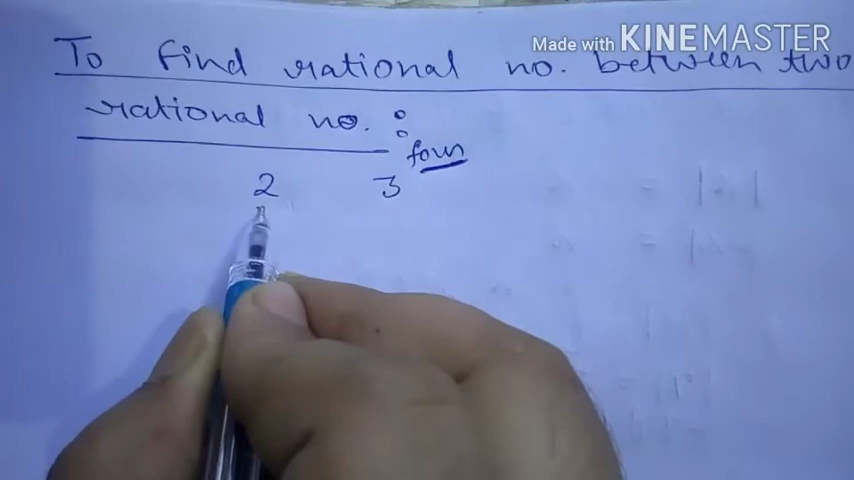 Made with KINEMASTER
To find rational no. between two
rational no. :
four
2 3